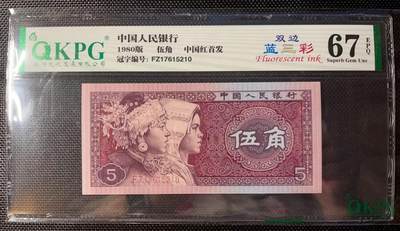 QKPG
中国人民银行
1980版 伍角 中国红首发
冠字编号: FZ17615210
双边
蓝三彩
Fluorescent ink
67
EPQ
Superb Gem Unc
中国人民银行
伍角
5
5
QKPG